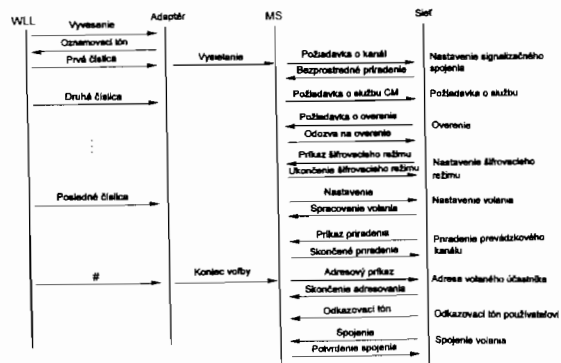 WLL Adaptér MS Sieť
Vyvesenie
Oznamovací tón
Prvá číslica
Vysielanie
Požiadavka o kanál
Nastavenie signalizačného
spojenia
Bezprostredné priradenie
Druhá číslica
Požiadavka o službu CM
Požiadavka o službu
Požiadavka o overenie
Overenie
Odozva na overenie
Príkaz šifrovacieho režimu
Nastavenie šifrovacieho
režimu
Ukončenie šifrovacieho režimu
Posledné číslica
Nastavenie
Nastavenie volania
Spracovanie volania
Príkaz priradenia
Priradenie prevádzkového
kanálu
Skončené priradenie
#
Koniec voľby
Adresový príkaz
Adresa volaného účastníka
Skončenie adresovania
Odkazovací tón
Odkazovací tón používateľovi
Spojenie
Spojenie volania
Potvrdenie spojenia